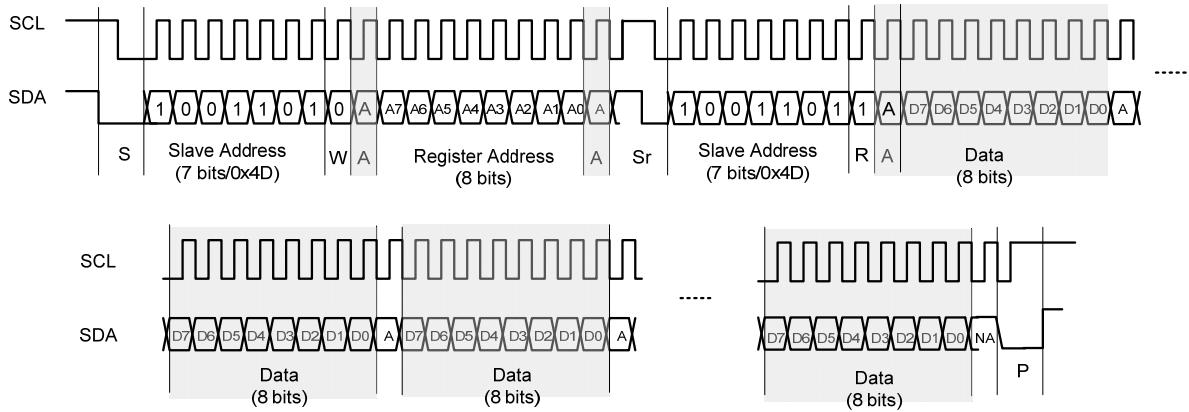 SCL
SDA 1 0 0 1 1 0 1 0 A A7 A6 A5 A4 A3 A2 A1 A0 A 1 0 0 1 1 0 1 1 A D7 D6 D5 D4 D3 D2 D1 D0 A
S Slave Address W A Register Address A Sr Slave Address R A Data
(7 bits/0x4D) (8 bits) (7 bits/0x4D) (8 bits)
SCL
SDA D7 D6 D5 D4 D3 D2 D1 D0 A D7 D6 D5 D4 D3 D2 D1 D0 A D7 D6 D5 D4 D3 D2 D1 D0 NA
Data Data Data P
(8 bits) (8 bits) (8 bits)